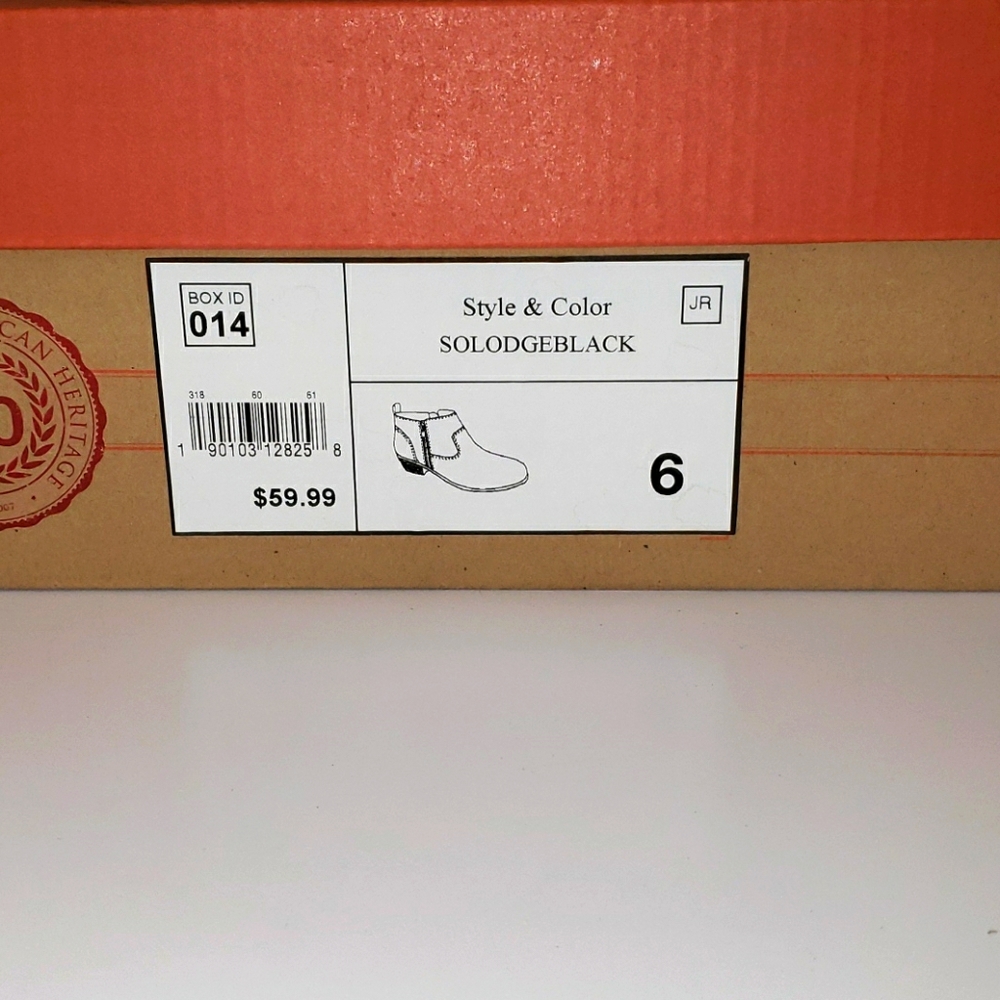 CAN HERITAGE
BOX ID
014
318 60 61
1 90103 12825 8
$59.99
Style & Color
SOLODGEBLACK
JR
6